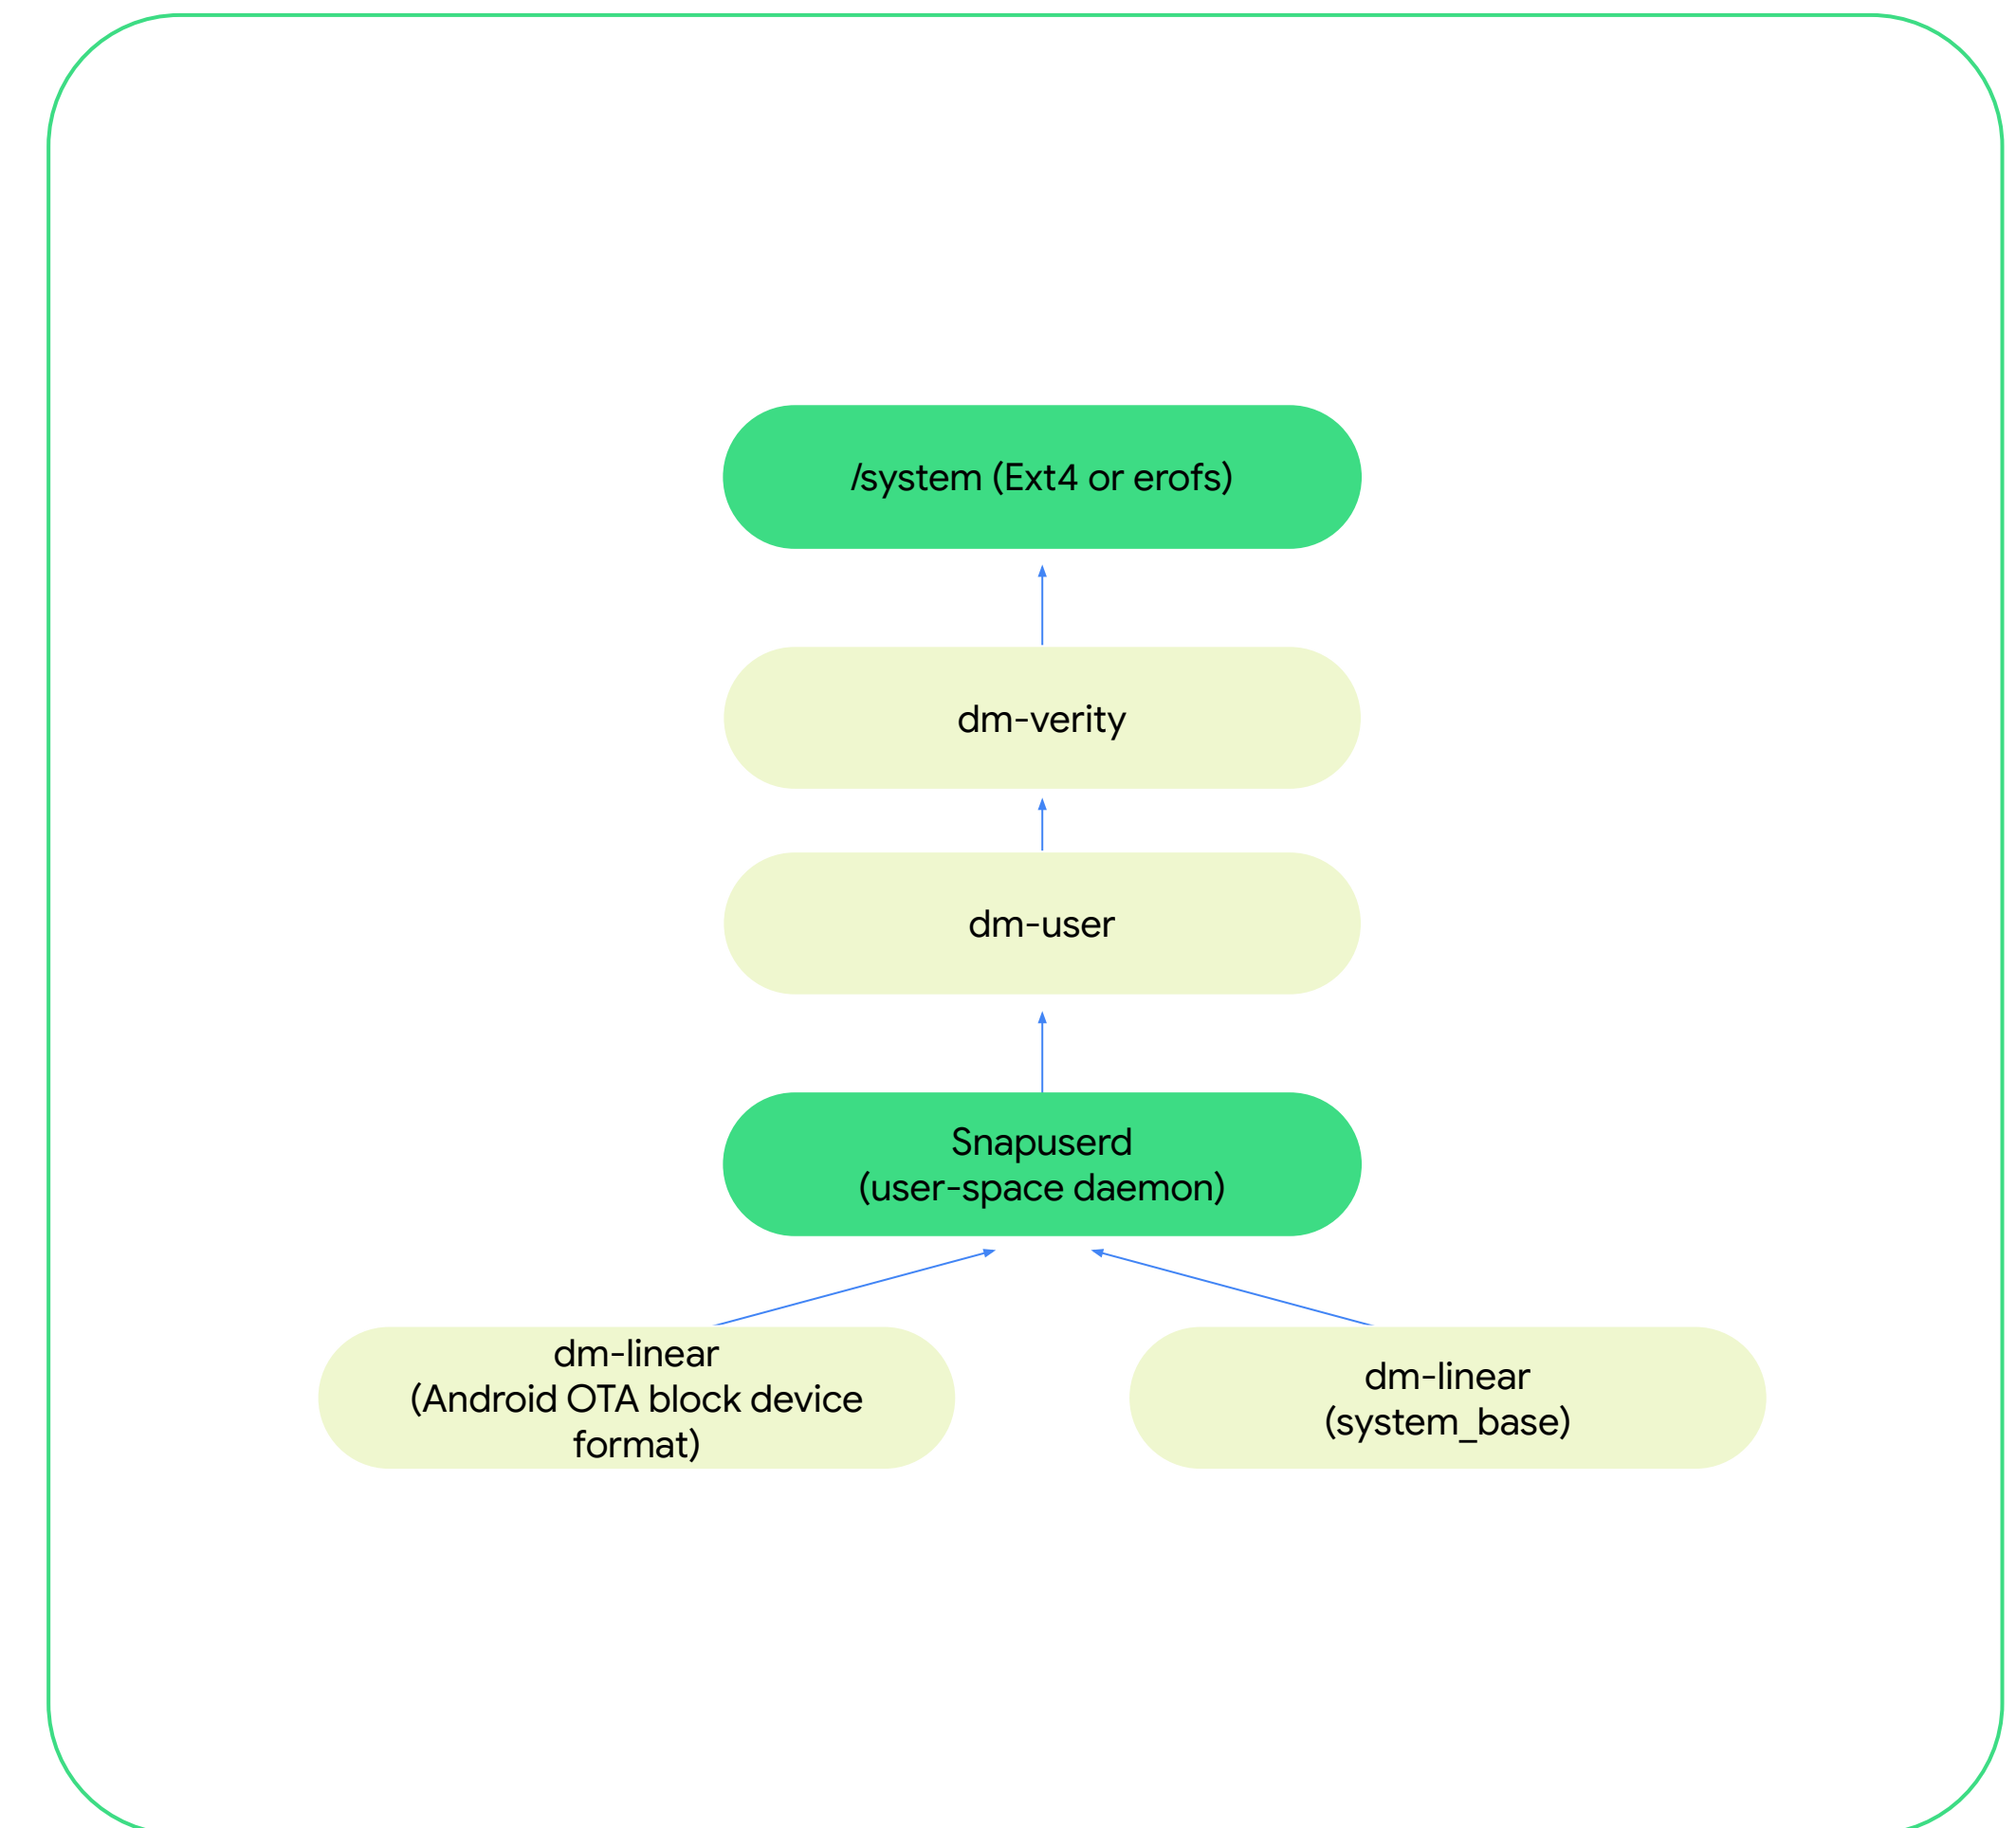 /system (Ext4 or erofs)
dm-verity
dm-user
Snapuserd
(user-space daemon)
dm-linear
(Android OTA block device
format)
dm-linear
(system_base)